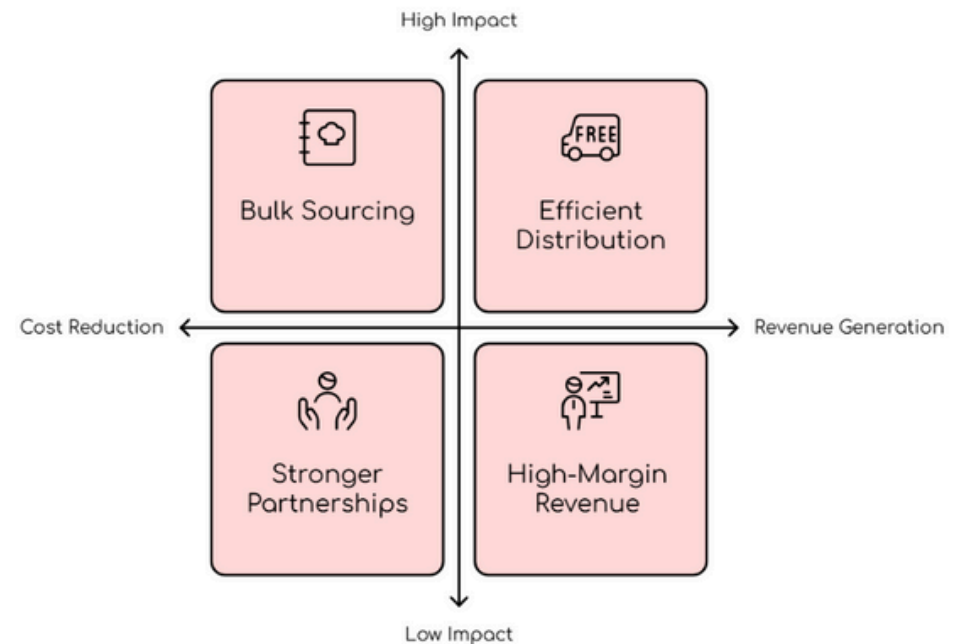 High Impact
FREE
Bulk Sourcing
Efficient
Distribution
Cost Reduction
Revenue Generation
Stronger
Partnerships
High-Margin
Revenue
Low Impact